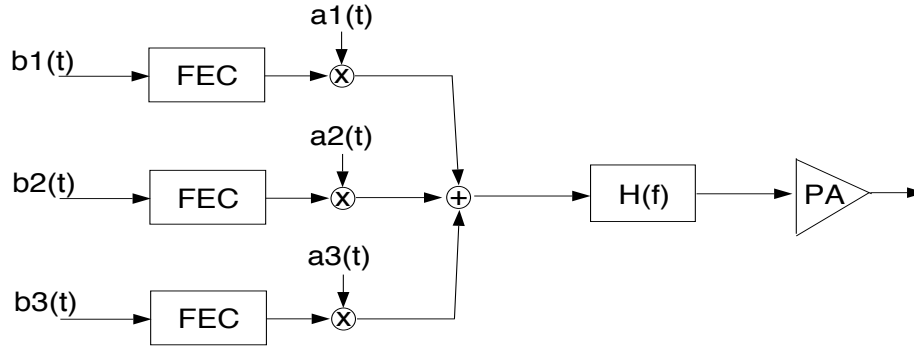 a1(t)
b1(t)
FEC
x
a2(t)
b2(t)
FEC
x
+
H(f)
PA
a3(t)
b3(t)
FEC
x